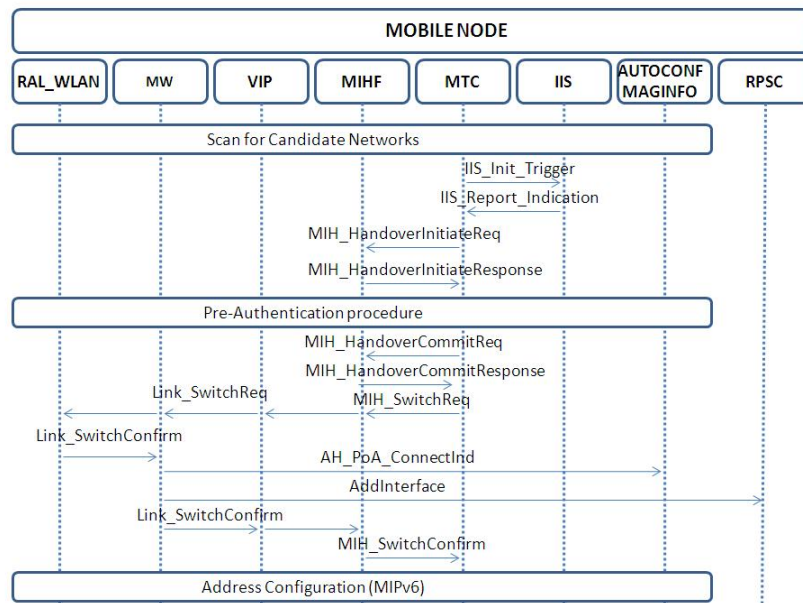 MOBILE NODE
RAL_WLAN
MW
VIP
MIHF
MTC
IIS
AUTOCONF
MAGINFO
RPSC
Scan for Candidate Networks
IIS_Init_Trigger
IIS_Report_Indication
MIH_HandoverInitiateReq
MIH_HandoverInitiateResponse
Pre-Authentication procedure
MIH_HandoverCommitReq
MIH_HandoverCommitResponse
Link_SwitchReq
MIH_SwitchReq
Link_SwitchConfirm
AH_PoA_ConnectInd
AddInterface
Link_SwitchConfirm
MIH_SwitchConfirm
Address Configuration (MIPv6)